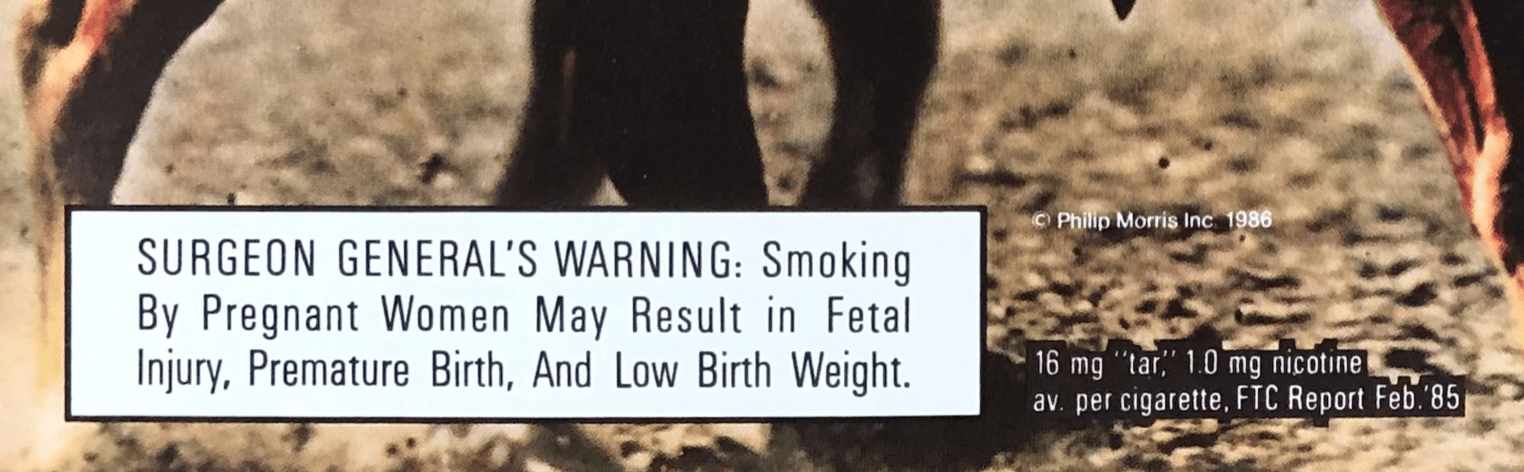 SURGEON GENERAL'S WARNING: Smoking
By Pregnant Women May Result in Fetal
Injury, Premature Birth, And Low Birth Weight.
© Philip Morris Inc. 1986
16 mg "tar," 1.0 mg nicotine
av. per cigarette, FTC Report Feb.'85